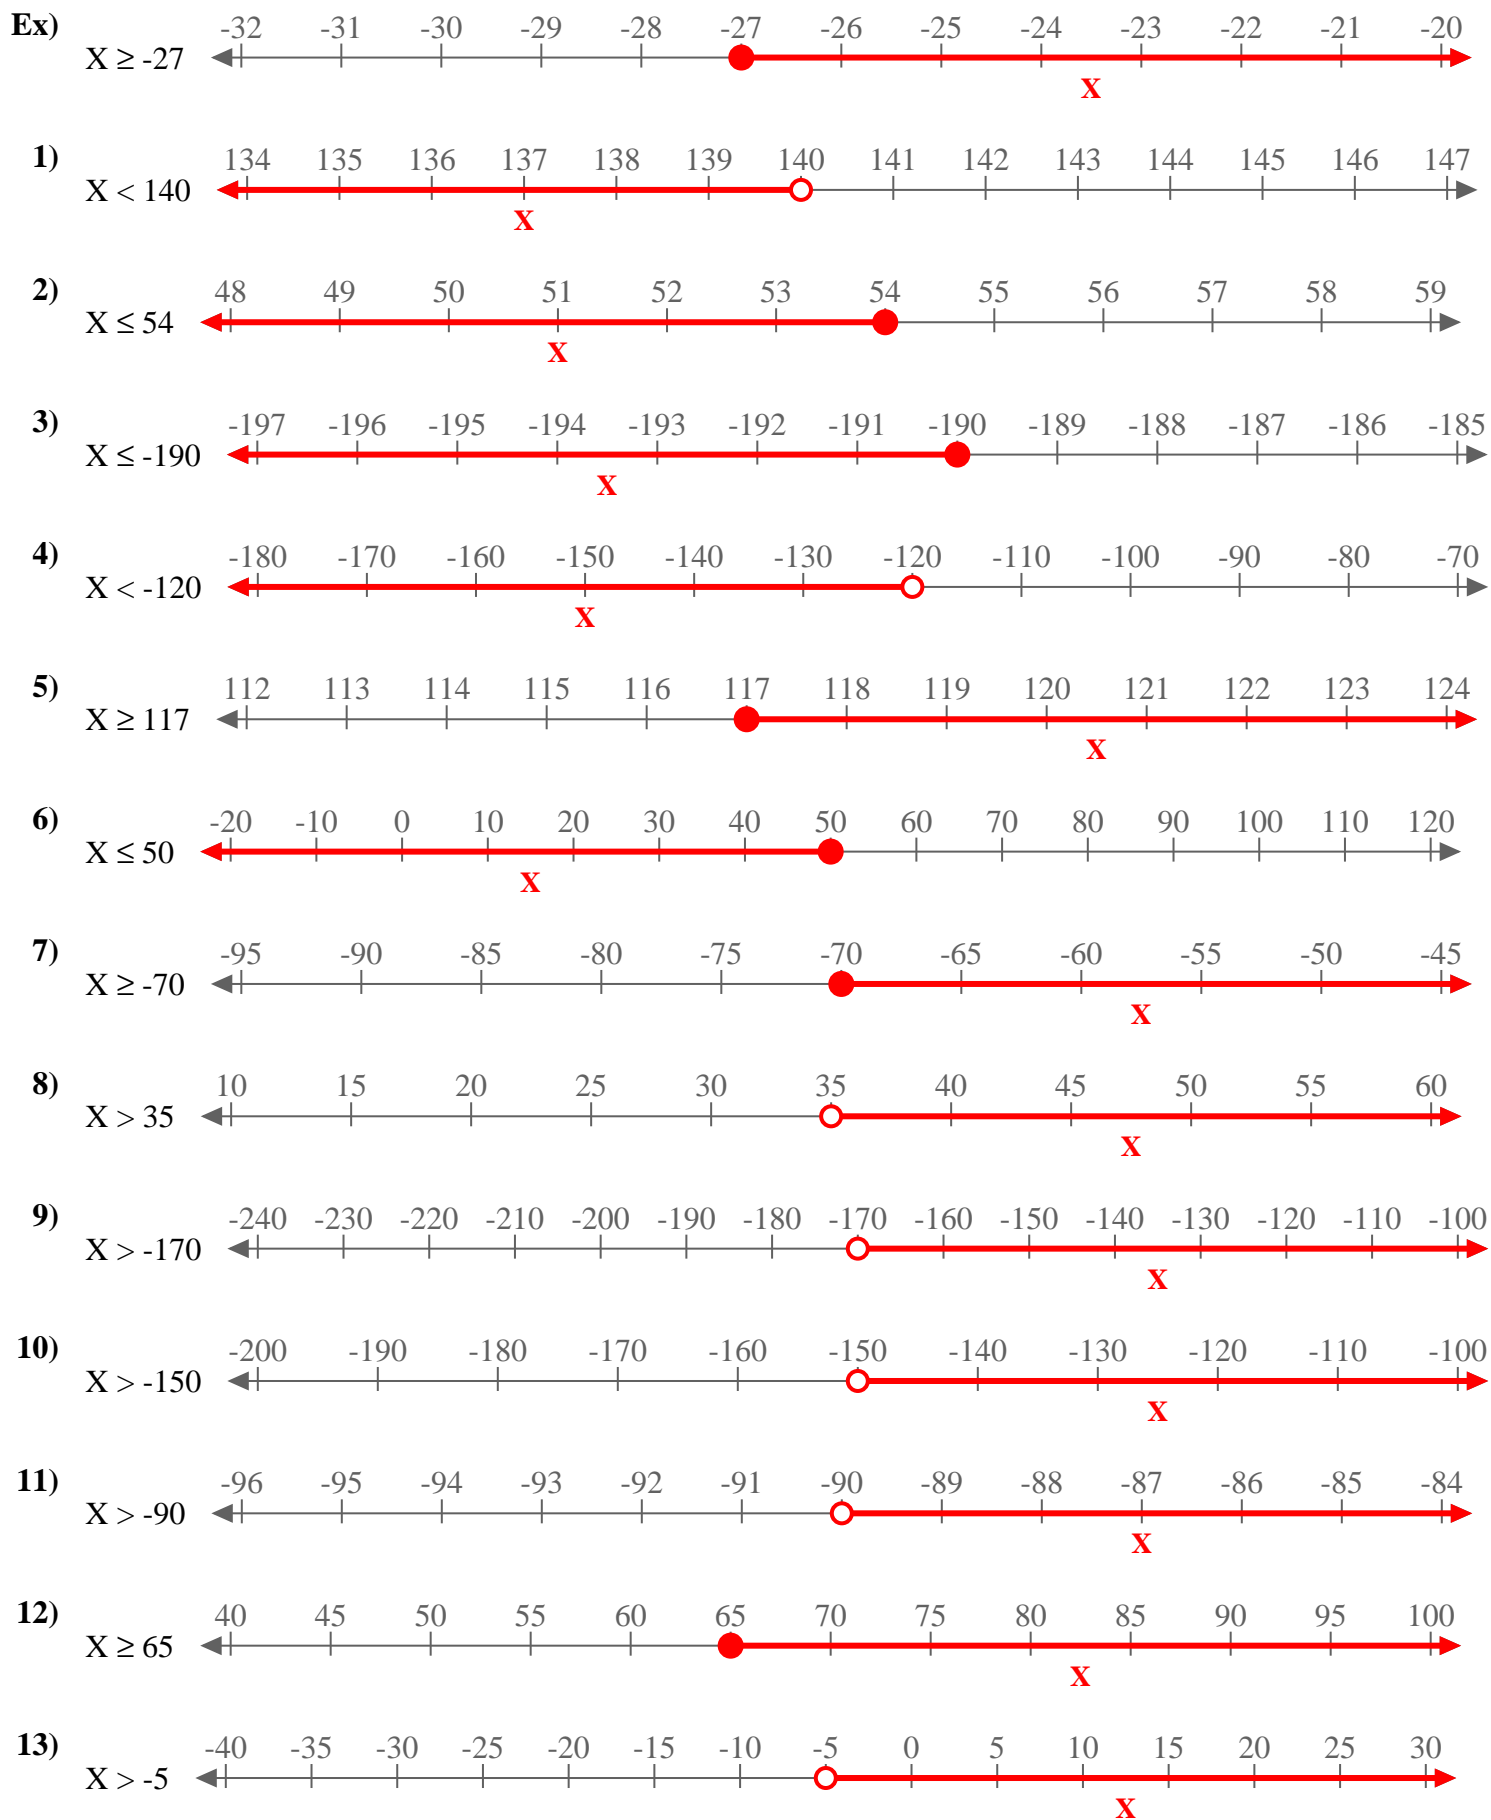 Ex) -32 -31 -30 -29 -28 -27 -26 -25 -24 -23 -22 -21 -20
X ≥ -27
X
1) 134 135 136 137 138 139 140 141 142 143 144 145 146 147
X < 140
X
2) 48 49 50 51 52 53 54 55 56 57 58 59
X ≤ 54
X
3) -197 -196 -195 -194 -193 -192 -191 -190 -189 -188 -187 -186 -185
X ≤ -190
X
4) -180 -170 -160 -150 -140 -130 -120 -110 -100 -90 -80 -70
X < -120
X
5) 112 113 114 115 116 117 118 119 120 121 122 123 124
X ≥ 117
X
6) -20 -10 0 10 20 30 40 50 60 70 80 90 100 110 120
X ≤ 50
X
7) -95 -90 -85 -80 -75 -70 -65 -60 -55 -50 -45
X ≥ -70
X
8) 10 15 20 25 30 35 40 45 50 55 60
X > 35
X
9) -240 -230 -220 -210 -200 -190 -180 -170 -160 -150 -140 -130 -120 -110 -100
X > -170
X
10) -200 -190 -180 -170 -160 -150 -140 -130 -120 -110 -100
X > -150
X
11) -96 -95 -94 -93 -92 -91 -90 -89 -88 -87 -86 -85 -84
X > -90
X
12) 40 45 50 55 60 65 70 75 80 85 90 95 100
X ≥ 65
X
13) -40 -35 -30 -25 -20 -15 -10 -5 0 5 10 15 20 25 30
X > -5
X